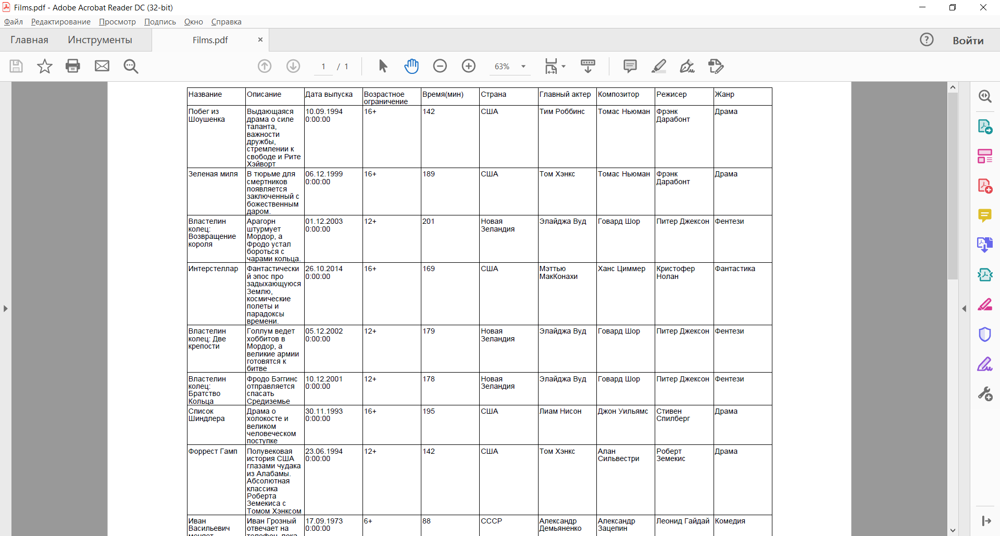 Films.pdf - Adobe Acrobat Reader DC (32-bit)
Файл Редактирование Просмотр Подпись Окно Справка
Главная Инструменты Films.pdf × ? Войти
1 / 1 63%
Название Описание Дата выпуска Возрастное ограничение Время(мин) Страна Главный актер Композитор Режисер Жанр
Побег из
Шоушенка
Выдающаяся
драма о силе
таланта,
важности
дружбы,
стремлении к
свободе и Рите
Хэйворт
10.09.1994
0:00:00
16+
142
США
Тим Роббинс
Томас Ньюман
Фрэнк
Дарабонт
Драма
Зеленая миля
В тюрьме для
смертников
появляется
заключенный с
божественным
даром.
06.12.1999
0:00:00
16+
189
США
Том Хэнкс
Томас Ньюман
Фрэнк
Дарабонт
Драма
Властелин
колец:
Возвращение
короля
Арагорн
штурмует
Мордор, а
Фродо устал
бороться с
чарами кольца.
01.12.2003
0:00:00
12+
201
Новая
Зеландия
Элайджа Вуд
Говард Шор
Питер Джексон
Фентези
Интерстеллар
Фантастически
й эпос про
задыхающуюся
Землю,
космические
полеты и
парадоксы
времени.
26.10.2014
0:00:00
16+
169
США
Мэттью
МакКонахи
Ханс Циммер
Кристофер
Нолан
Фантастика
Властелин
колец: Две
крепости
Голлум ведет
хоббитов в
Мордор, а
великие армии
готовятся к
битве
05.12.2002
0:00:00
12+
179
Новая
Зеландия
Элайджа Вуд
Говард Шор
Питер Джексон
Фентези
Властелин
колец:
Братство
Кольца
Фродо Бэггинс
отправляется
спасать
Средиземье
10.12.2001
0:00:00
12+
178
Новая
Зеландия
Элайджа Вуд
Говард Шор
Питер Джексон
Фентези
Список
Шиндлера
Драма о
холокосте и
великом
человеческом
поступке
30.11.1993
0:00:00
16+
195
США
Лиам Нисон
Джон Уильямс
Стивен
Спилберг
Драма
Форрест Гамп
Полувековая
история США
глазами чудака
из Алабамы.
Абсолютная
классика
Роберта
Земекиса с
Томом Хэнксом
23.06.1994
0:00:00
12+
142
США
Том Хэнкс
Алан
Сильвестри
Роберт
Земекис
Драма
Иван
Васильевич
меняет
Иван Грозный
отвечает на
телефон, пока
17.09.1973
0:00:00
6+
88
СССР
Александр
Демьяненко
Александр
Зацепин
Леонид Гайдай
Комедия